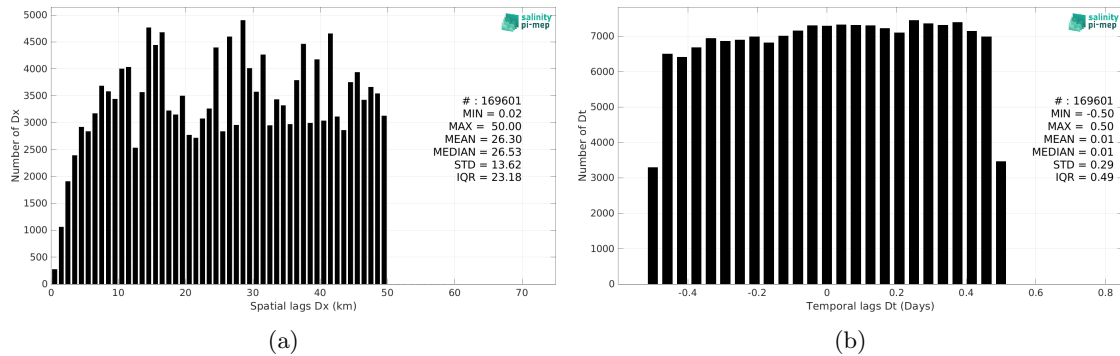 salinity
pi-mep
Number of Dx
5000
4500
4000
3500
3000
2500
2000
1500
1000
500
0
# : 169601
MIN = 0.02
MAX = 50.00
MEAN = 26.30
MEDIAN = 26.53
STD = 13.62
IQR = 23.18
0 10 20 30 40 50 60 70
Spatial lags Dx (km)
(a)
salinity
pi-mep
Number of Dt
7000
6000
5000
4000
3000
2000
1000
0
# : 169601
MIN = -0.50
MAX = 0.50
MEAN = 0.01
MEDIAN = 0.01
STD = 0.29
IQR = 0.49
-0.4 -0.2 0 0.2 0.4 0.6 0.8
Temporal lags Dt (Days)
(b)